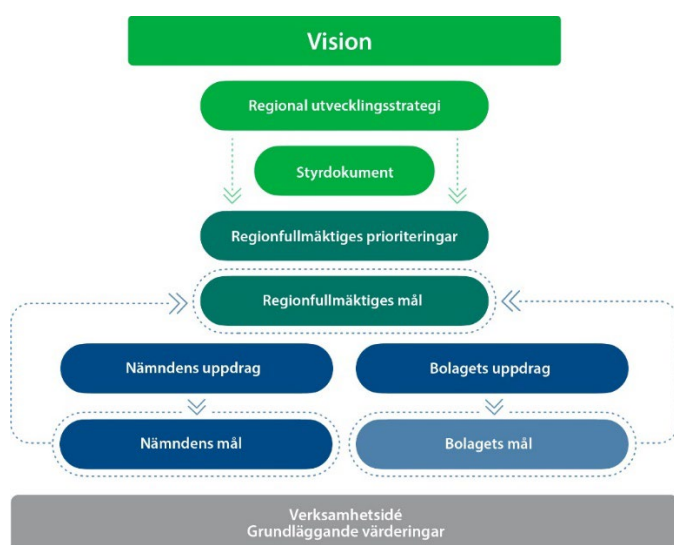 Vision
Regional utvecklingsstrategi
Styrdokument
Regionfullmäktiges prioriteringar
Regionfullmäktiges mål
Nämndens uppdrag
Bolagets uppdrag
Nämndens mål
Bolagets mål
Verksamhetsidé
Grundläggande värderingar